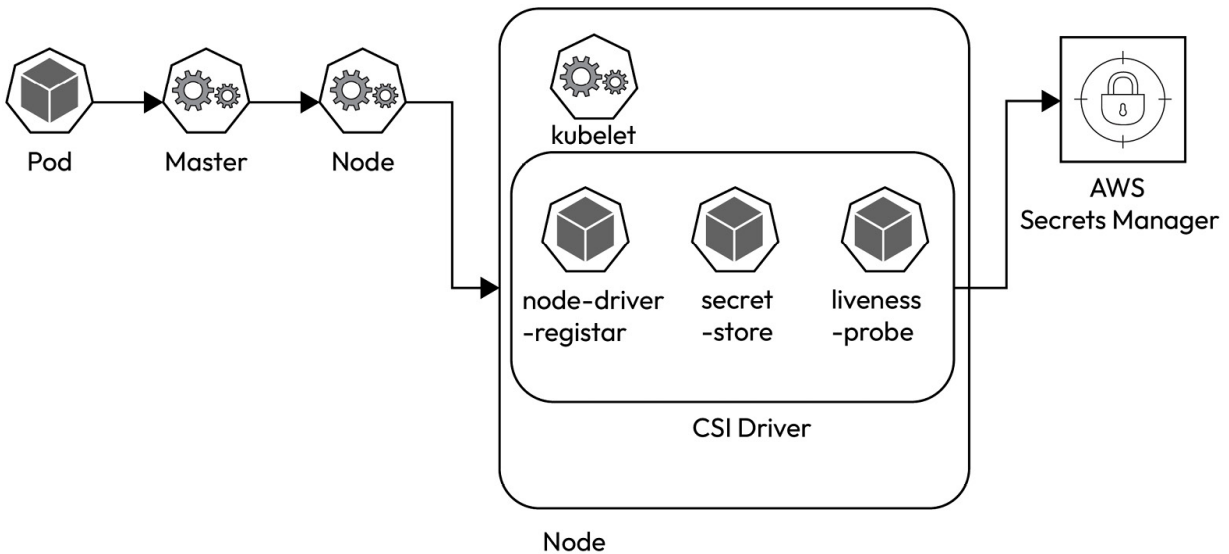 Pod
Master
Node
kubelet
node-driver
-registar
secret
-store
liveness
-probe
CSI Driver
Node
AWS
Secrets Manager